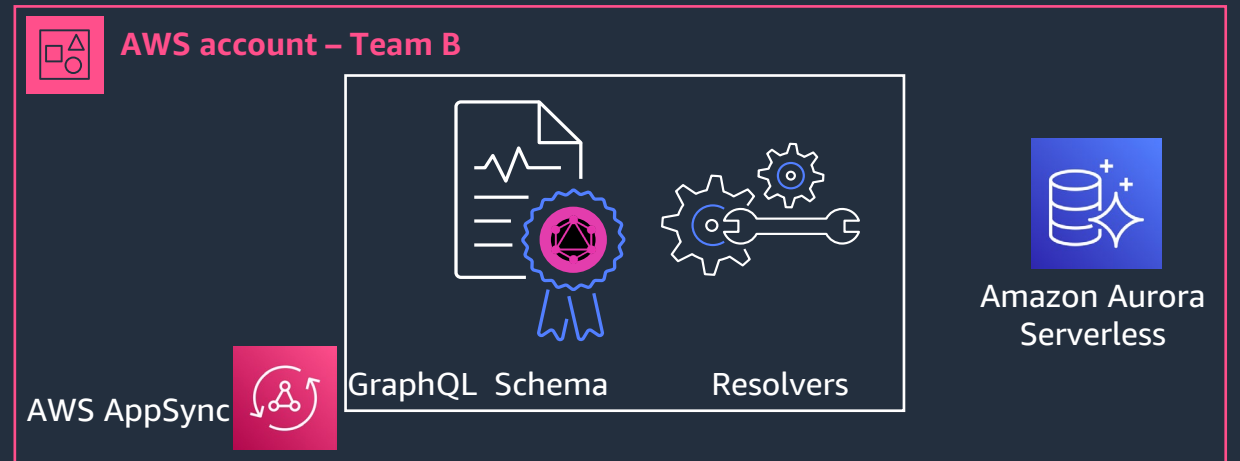 AWS account – Team B
GraphQL Schema
Resolvers
Amazon Aurora
Serverless
AWS AppSync